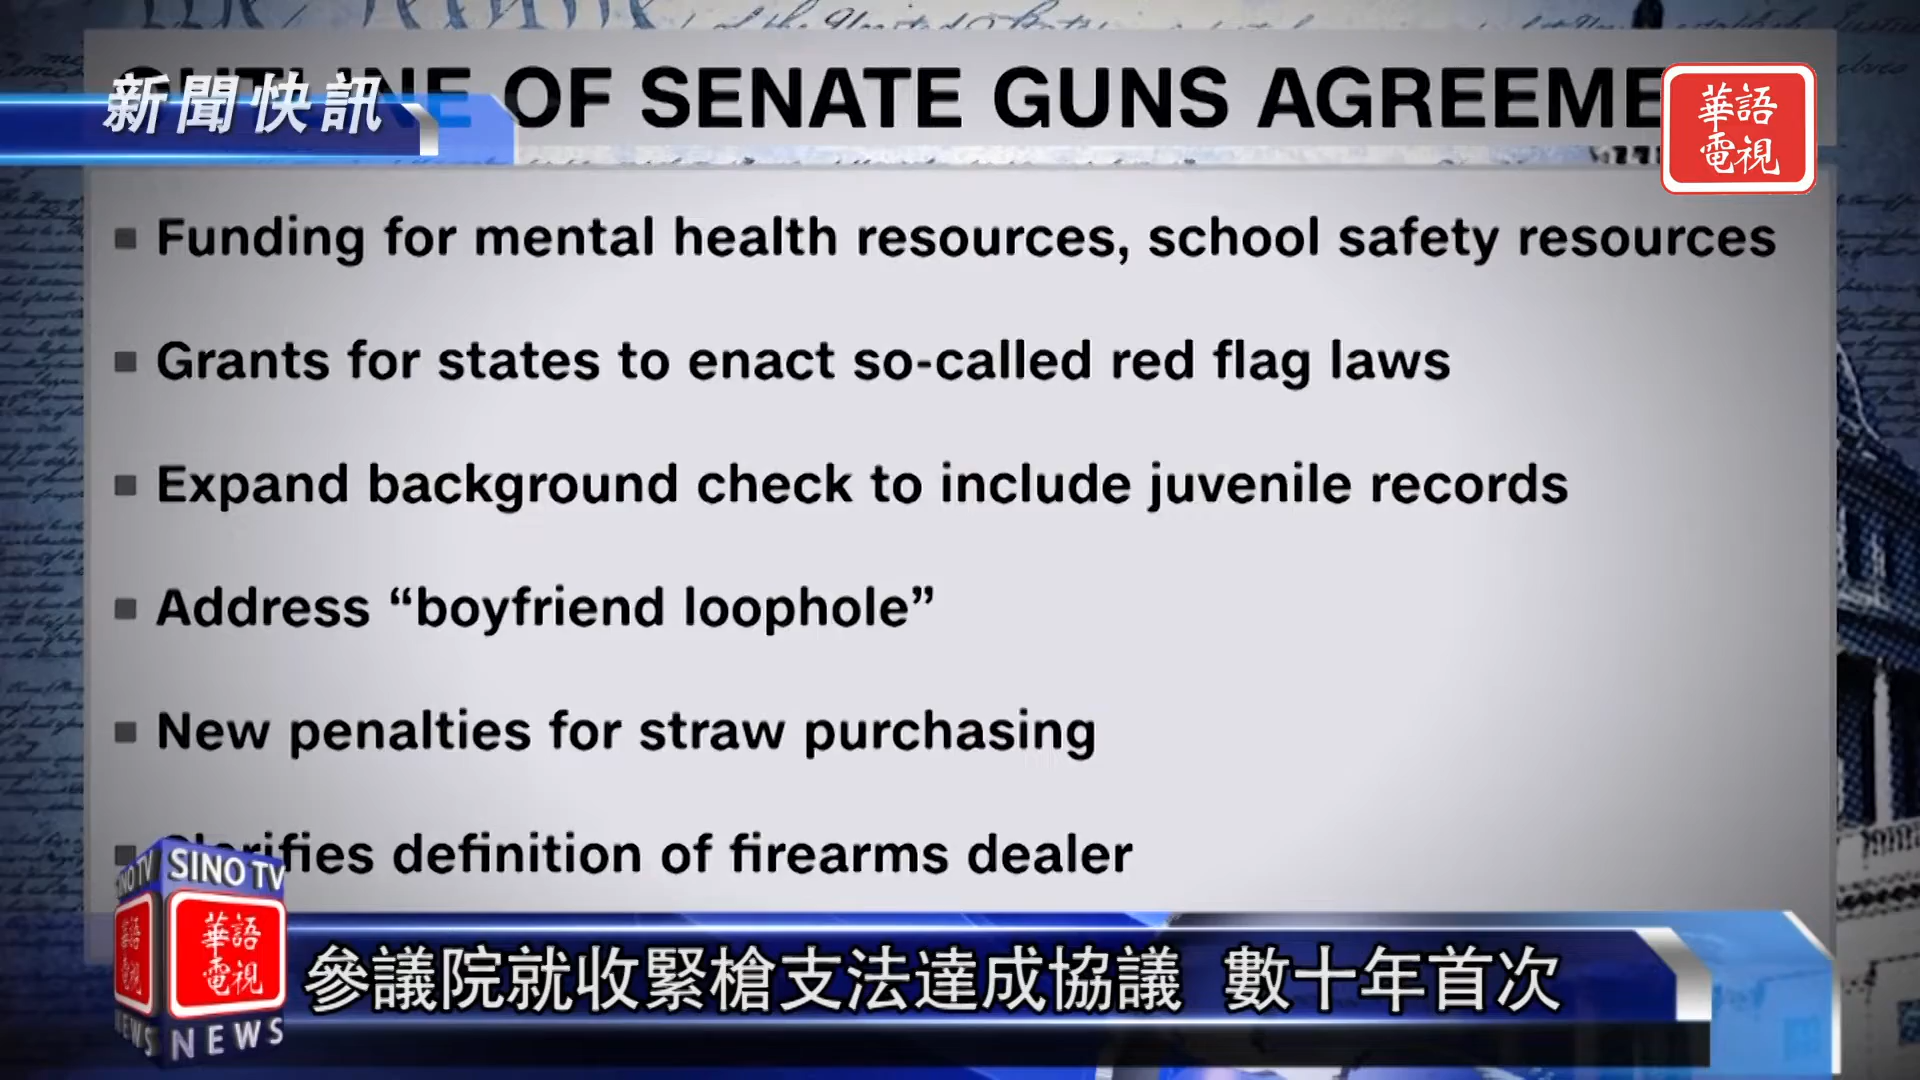 新聞快訊
OF SENATE GUNS
華語
電視
Funding for mental health resources, school safety resources
Grants for states to enact so-called red flag laws
Expand background check to include juvenile records
Address “boyfriend loophole”
New penalties for straw purchasing
definition of firearms dealer
SINO TV
華語
電視
NEWS
參議院就收緊槍支法達成協議 數十年首次